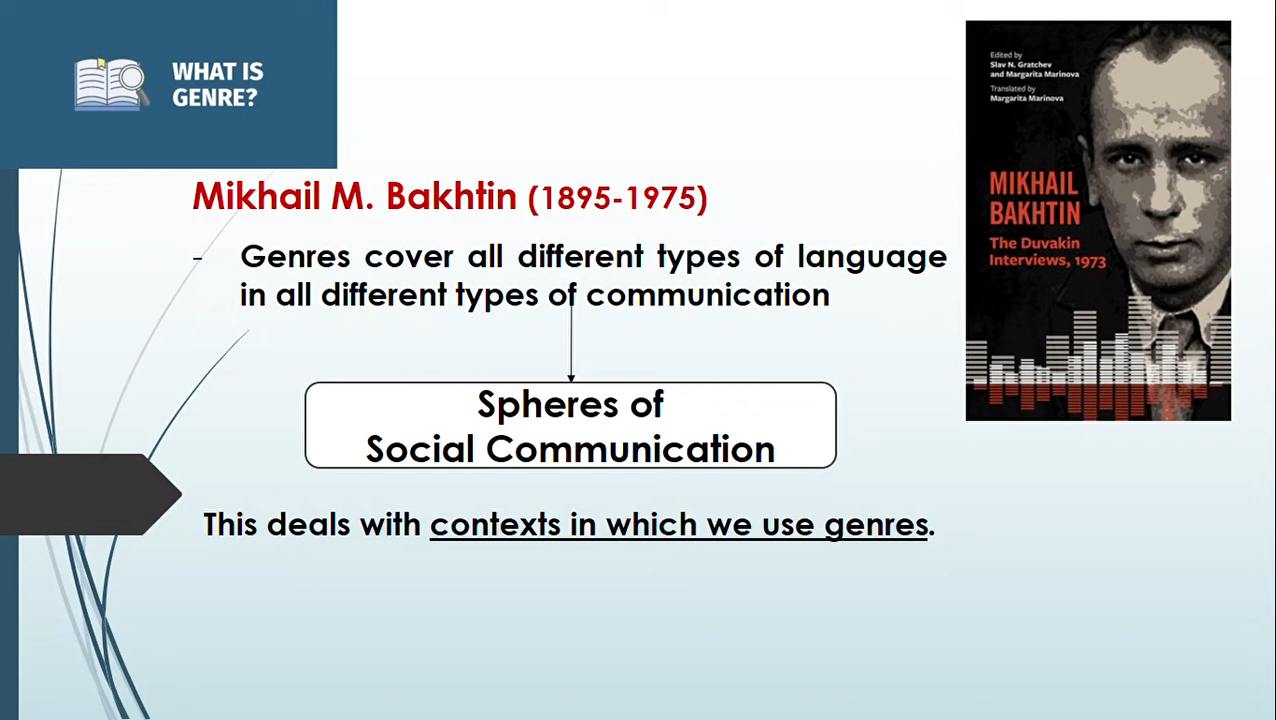 WHAT IS
GENRE?
Mikhail M. Bakhtin (1895-1975)
- Genres cover all different types of language
in all different types of communication
Spheres of
Social Communication
This deals with contexts in which we use genres.
Edited by
Slav N. Gratchev
and Margarita Marinova
Translated by
Margarita Marinova
MIKHAIL
BAKHTIN
The Duvakin
Interviews, 1973